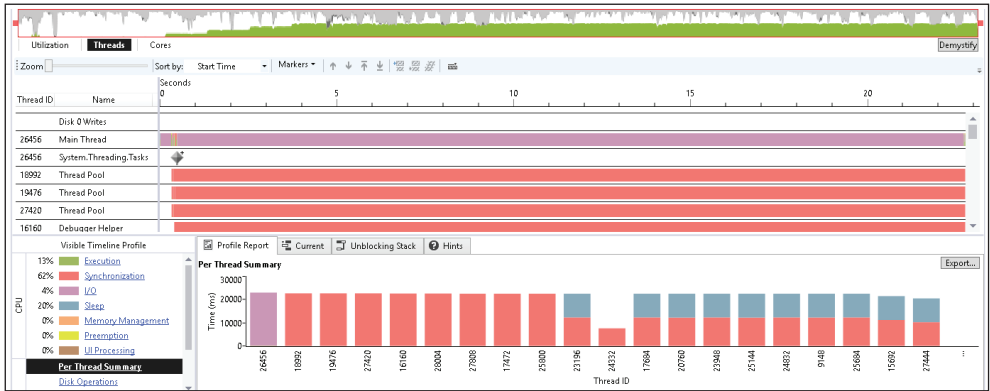 Utilization Threads Cores Demystify
Zoom Sort by: Start Time Markers
Seconds
Thread ID Name 0 5 10 15 20
Disk 0 Writes
26456 Main Thread
26456 System.Threading.Tasks
18992 Thread Pool
19476 Thread Pool
27420 Thread Pool
16160 Debugger Helper
Visible Timeline Profile
CPU
13% Execution
62% Synchronization
4% I/O
20% Sleep
0% Memory Management
0% Preemption
0% UI Processing
Per Thread Summary
Disk Operations
Profile Report Current Unblocking Stack Hints
Per Thread Summary Export...
Time (ms)
30000
20000
10000
0
26456 18992 19476 27420 16160 28004 27808 17472 25800 23196 24332 17684 20760 23948 25144 24832 9148 25684 15692 27444 ...
Thread ID